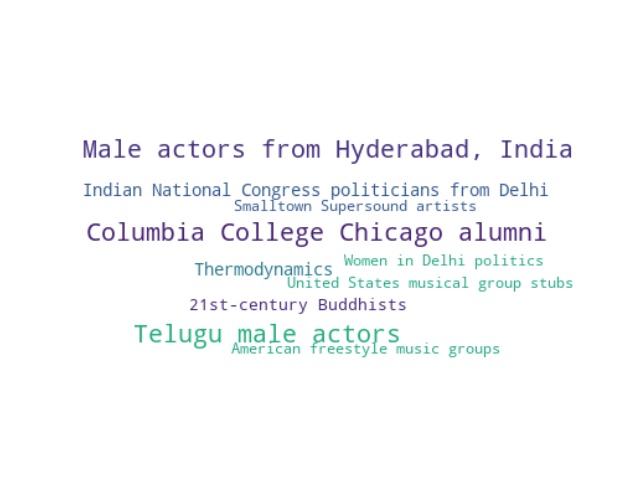 Male actors from Hyderabad, India
Indian National Congress politicians from Delhi
Smalltown Supersound artists
Columbia College Chicago alumni
Women in Delhi politics
Thermodynamics
United States musical group stubs
21st-century Buddhists
Telugu male actors
American freestyle music groups